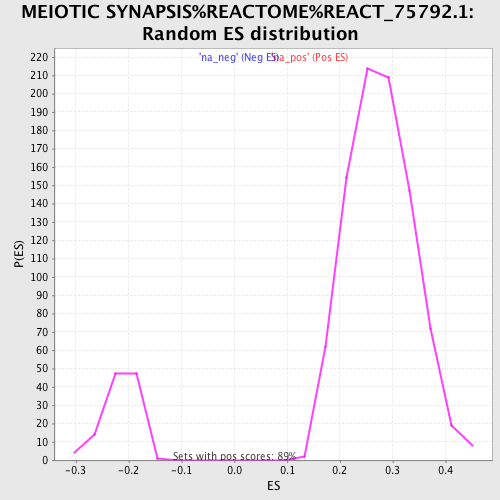 MEIOTIC SYNAPSIS%REACTOME%REACT_75792.1:
Random ES distribution
'na_neg' (Neg ES)
'na_pos' (Pos ES)
220
210
200
190
180
170
160
150
140
130
120
110
100
90
80
70
60
50
40
30
20
10
0
P(ES)
Sets with pos scores: 89%
-0.3 -0.2 -0.1 0.0 0.1 0.2 0.3 0.4
ES